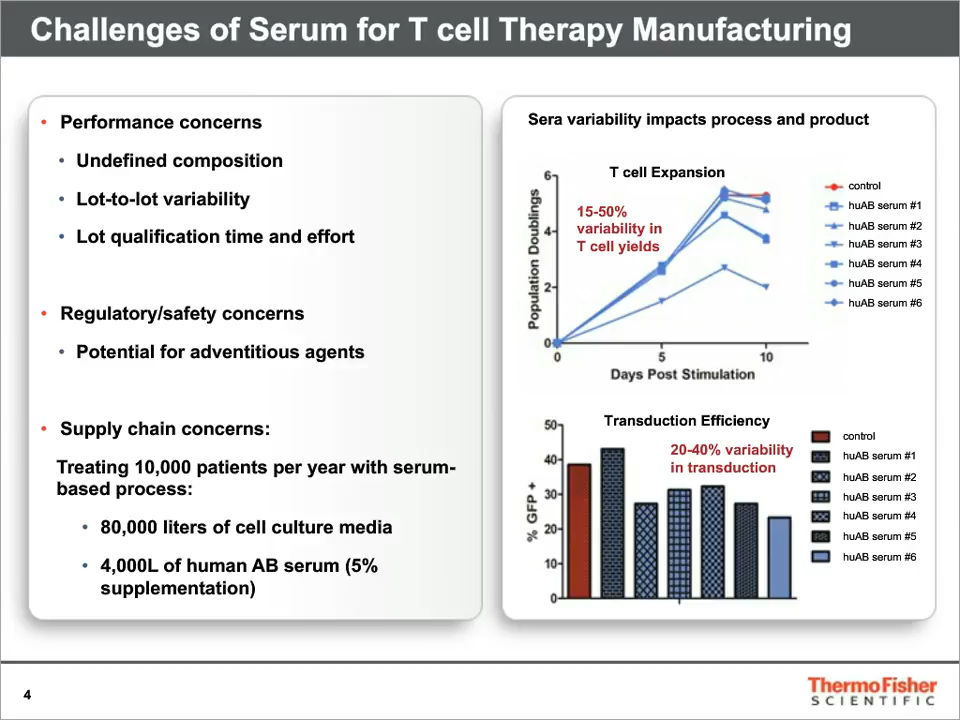 Challenges of Serum for T cell Therapy Manufacturing
• Performance concerns
• Undefined composition
• Lot-to-lot variability
• Lot qualification time and effort
• Regulatory/safety concerns
• Potential for adventitious agents
• Supply chain concerns:
Treating 10,000 patients per year with serum-
based process:
• 80,000 liters of cell culture media
• 4,000L of human AB serum (5%
supplementation)
Sera variability impacts process and product
T cell Expansion
Population Doublings
6
4
2
0
0
5
10
Days Post Stimulation
15-50%
variability in
T cell yields
control
huAB serum #1
huAB serum #2
huAB serum #3
huAB serum #4
huAB serum #5
huAB serum #6
Transduction Efficiency
% GFP +
50
40
30
20
10
0
20-40% variability
in transduction
control
huAB serum #1
huAB serum #2
huAB serum #3
huAB serum #4
huAB serum #5
huAB serum #6
4
ThermoFisher
SCIENTIFIC